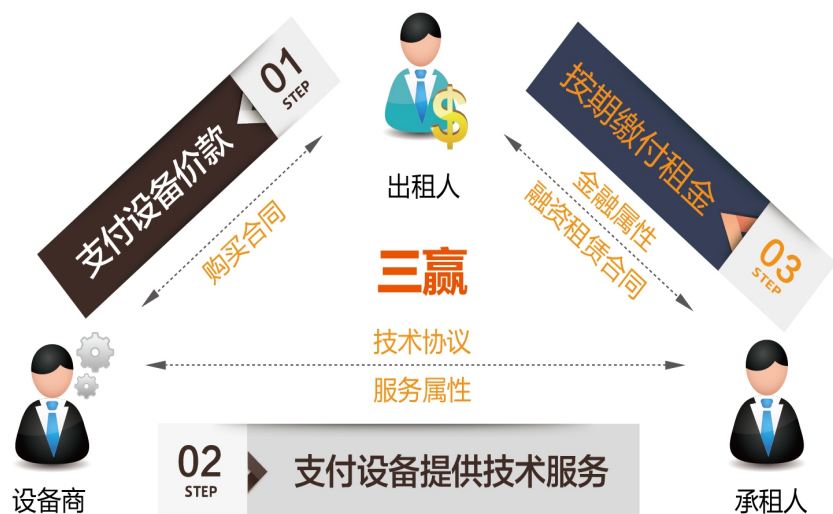 01
STEP
支付设备价款
按期缴付租金
03
STEP
出租人
购买合同
金融属性
融资租赁合同
三赢
技术协议
服务属性
02
STEP
支付设备提供技术服务
设备商
承租人